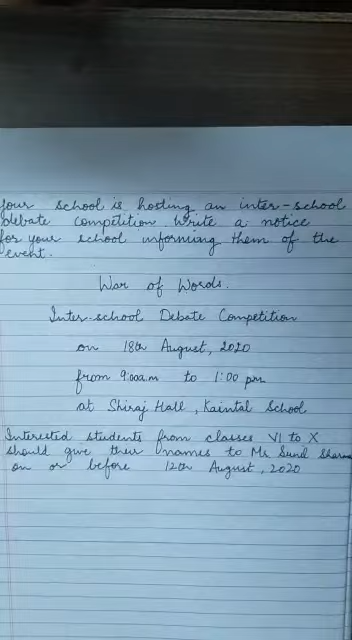 Your school is hosting an inter-school
debate competition. Write a notice
for your school informing them of the
event.
War of Words.
Inter-school Debate Competition
on 18th August, 2020
from 9:00am to 1:00 pm
at Shiraj Hall, Kaintal School
Interested students from classes VI to X
should give their names to Mr Sunil Sharma
on or before 12th August, 2020